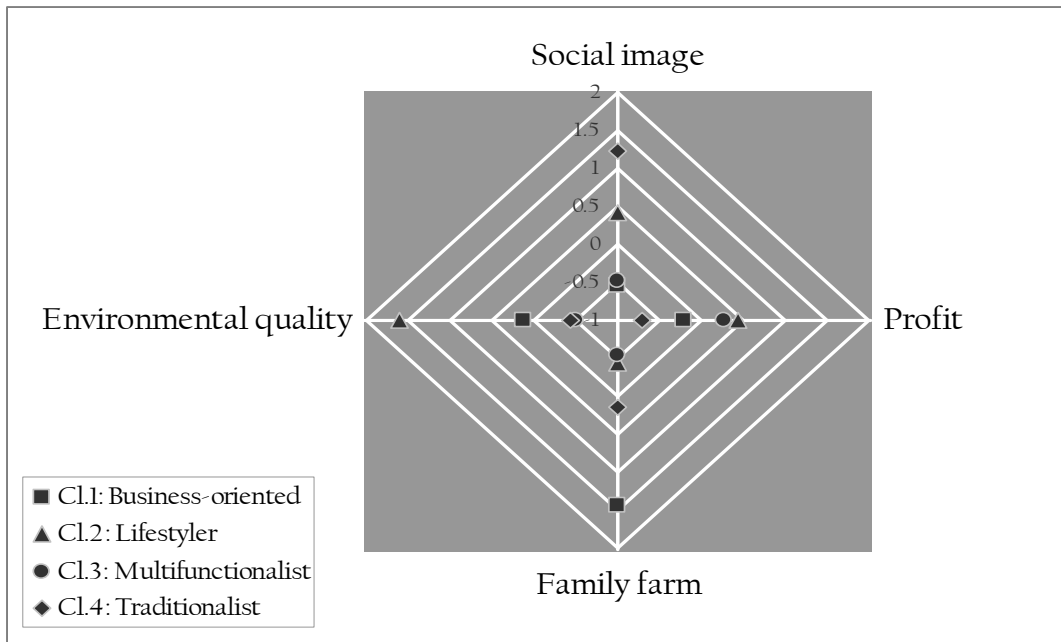 Social image
2
1.5
1
0.5
0
-0.5
-1
Environmental quality
Profit
Family farm
Cl.1: Business-oriented
Cl.2: Lifestyler
Cl.3: Multifunctionalist
Cl.4: Traditionalist